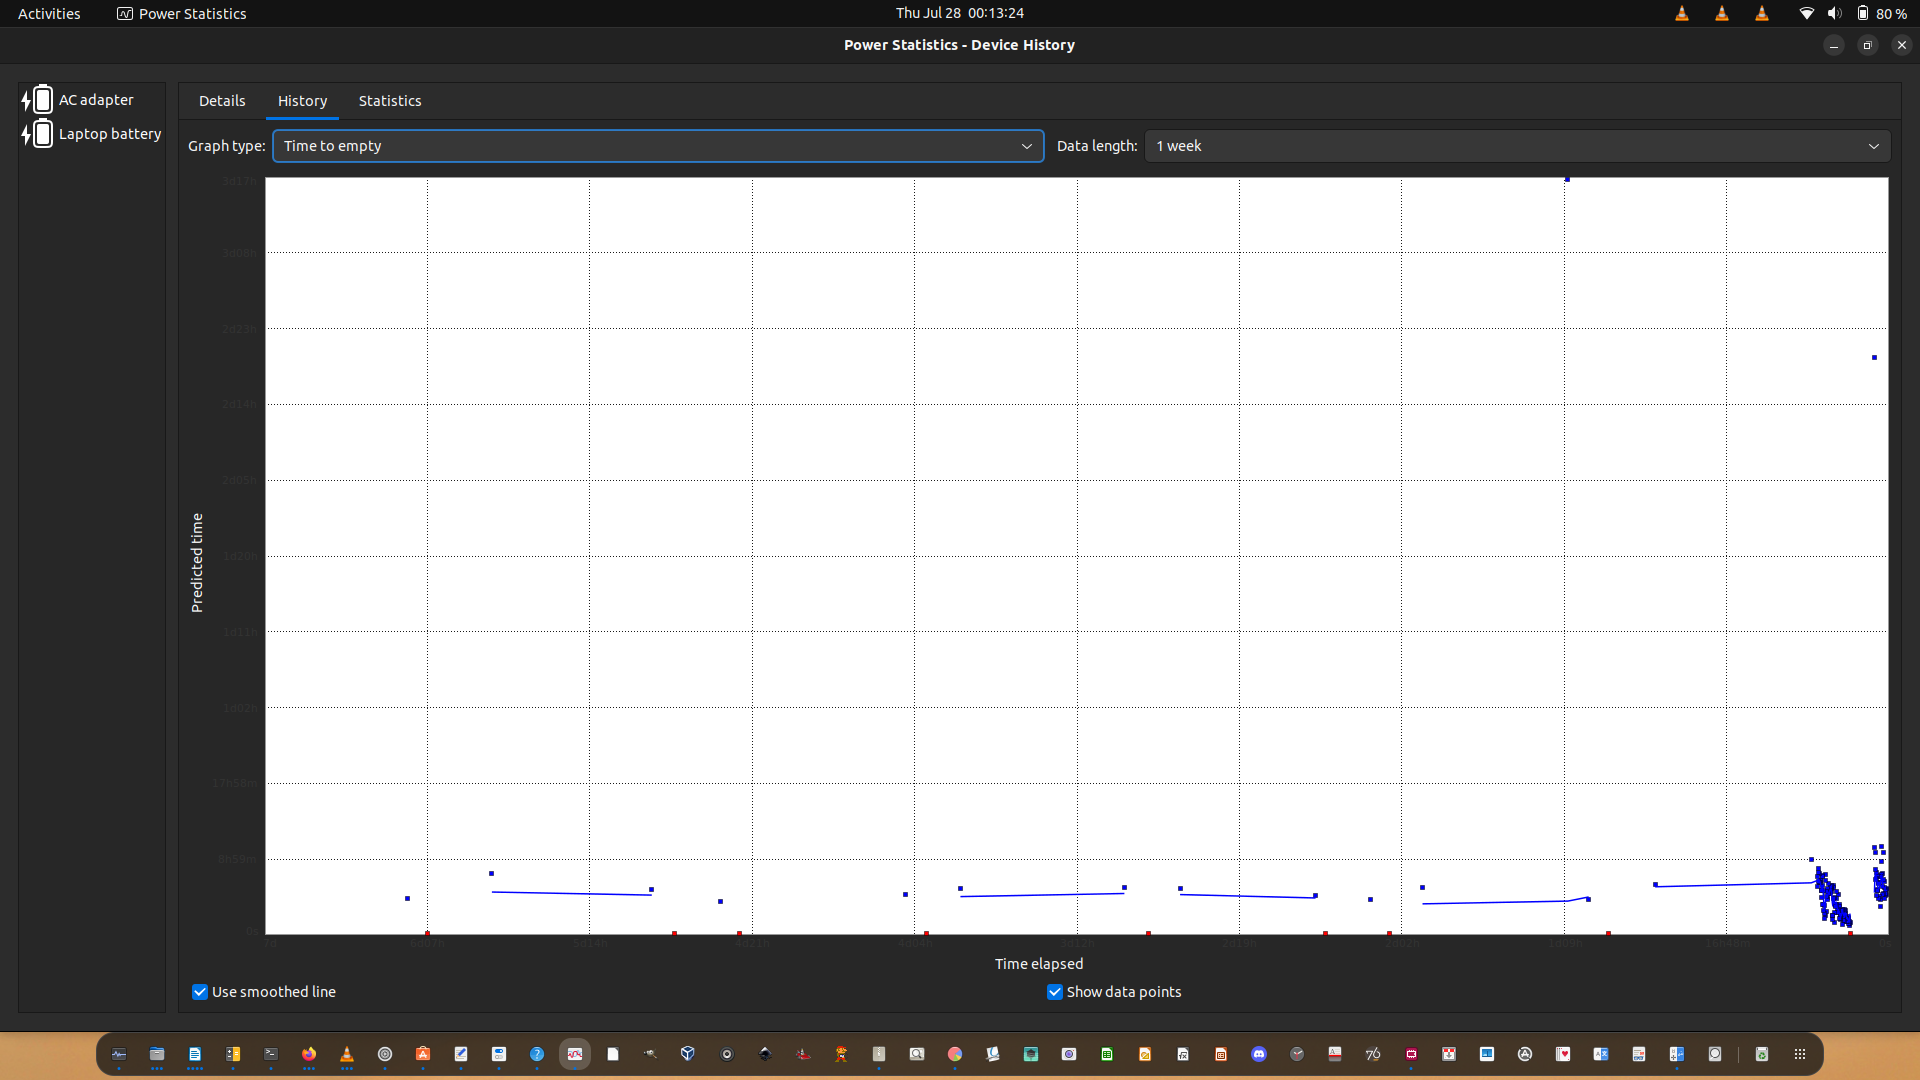 Activities
Power Statistics
Thu Jul 28 00:13:24
80 %
Power Statistics - Device History
AC adapter
Laptop battery
Details
History
Statistics
Graph type:
Time to empty
Data length:
1 week
3d17h
3d08h
2d23h
2d14h
2d05h
1d20h
1d11h
1d02h
17h58m
8h59m
0s
Predicted time
7d
6d07h
5d14h
4d21h
4d04h
3d12h
2d19h
2d02h
1d09h
16h48m
0s
Time elapsed
Use smoothed line
Show data points